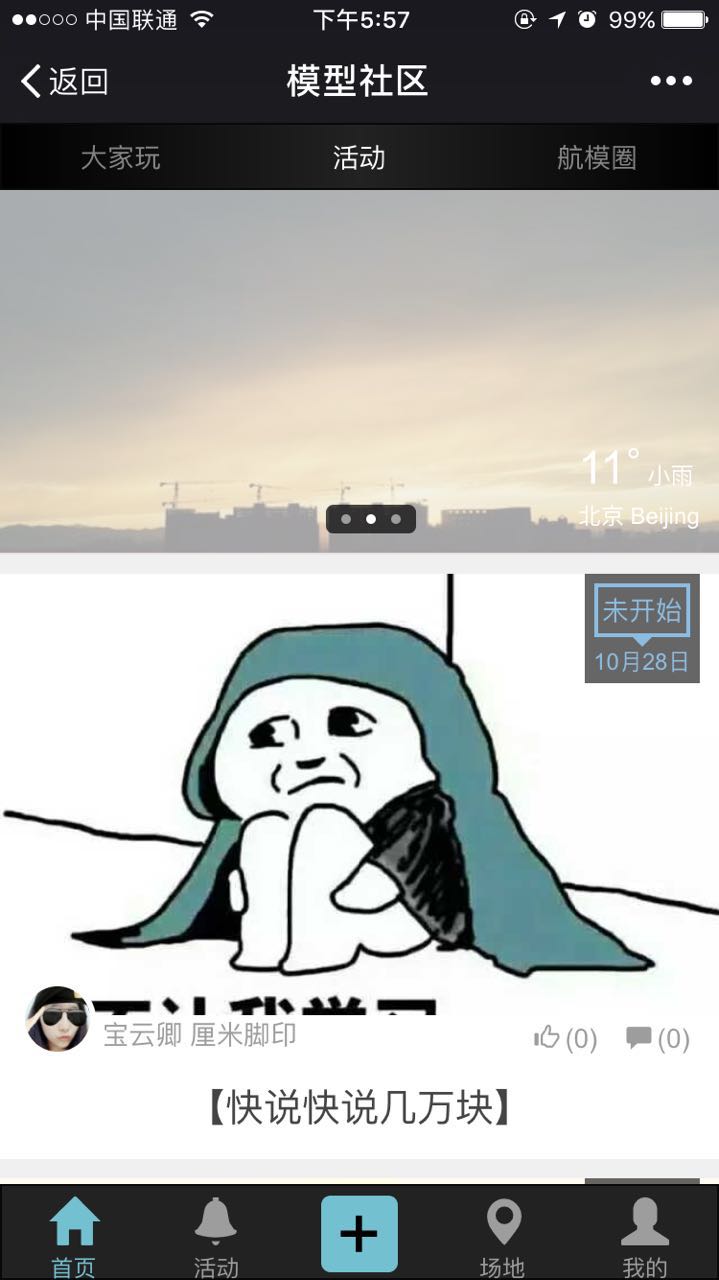 中国联通 下午5:57 99%
返回 模型社区
大家玩 活动 航模圈
11° 小雨
北京 Beijing
未开始
10月28日
宝云卿 厘米脚印 (0) (0)
【快说快说几万块】
首页 活动 场地 我的